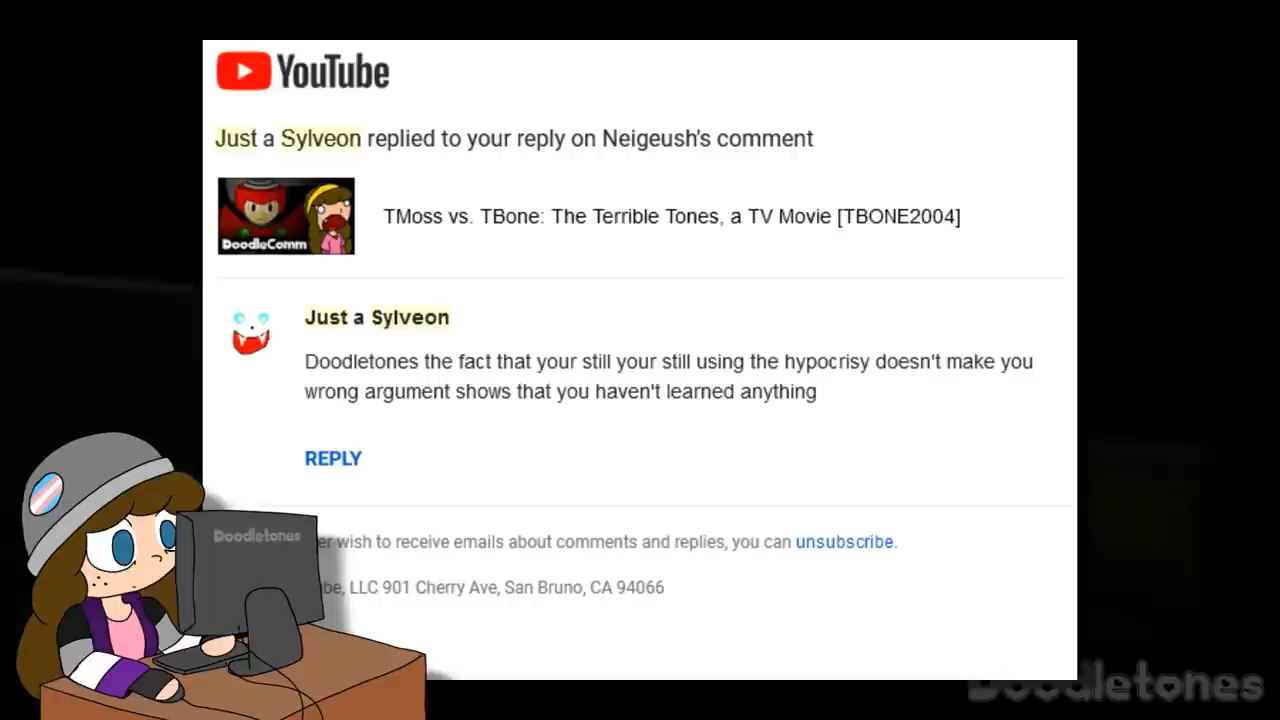 YouTube
Just a Sylveon replied to your reply on Neigeush's comment
TMoss vs. TBone: The Terrible Tones, a TV Movie [TBONE2004]
DoodleComm
Just a Sylveon
Doodletones the fact that your still your still using the hypocrisy doesn't make you
wrong argument shows that you haven't learned anything
REPLY
wish to receive emails about comments and replies, you can unsubscribe.
LLC 901 Cherry Ave, San Bruno, CA 94066
Doodletones
Doodletones